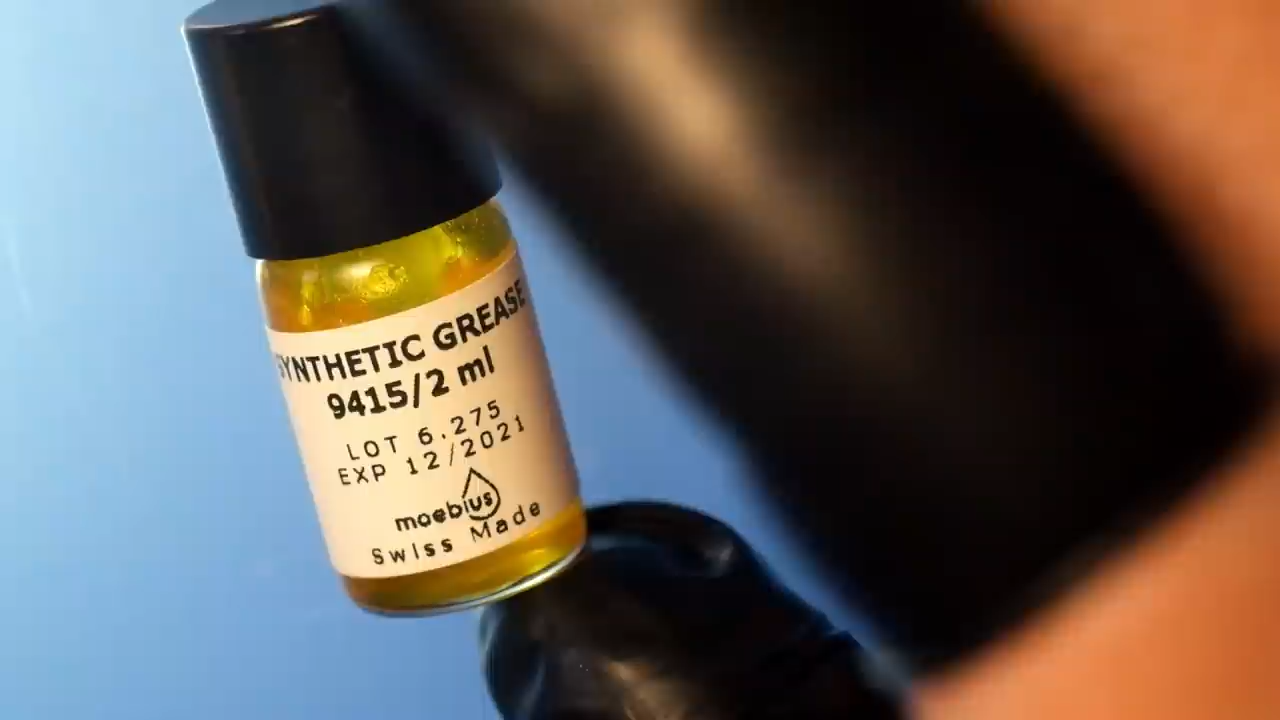 SYNTHETIC GREASE
9415/2 ml
LOT 6.275
EXP 12/2021
moebius
Swiss Made